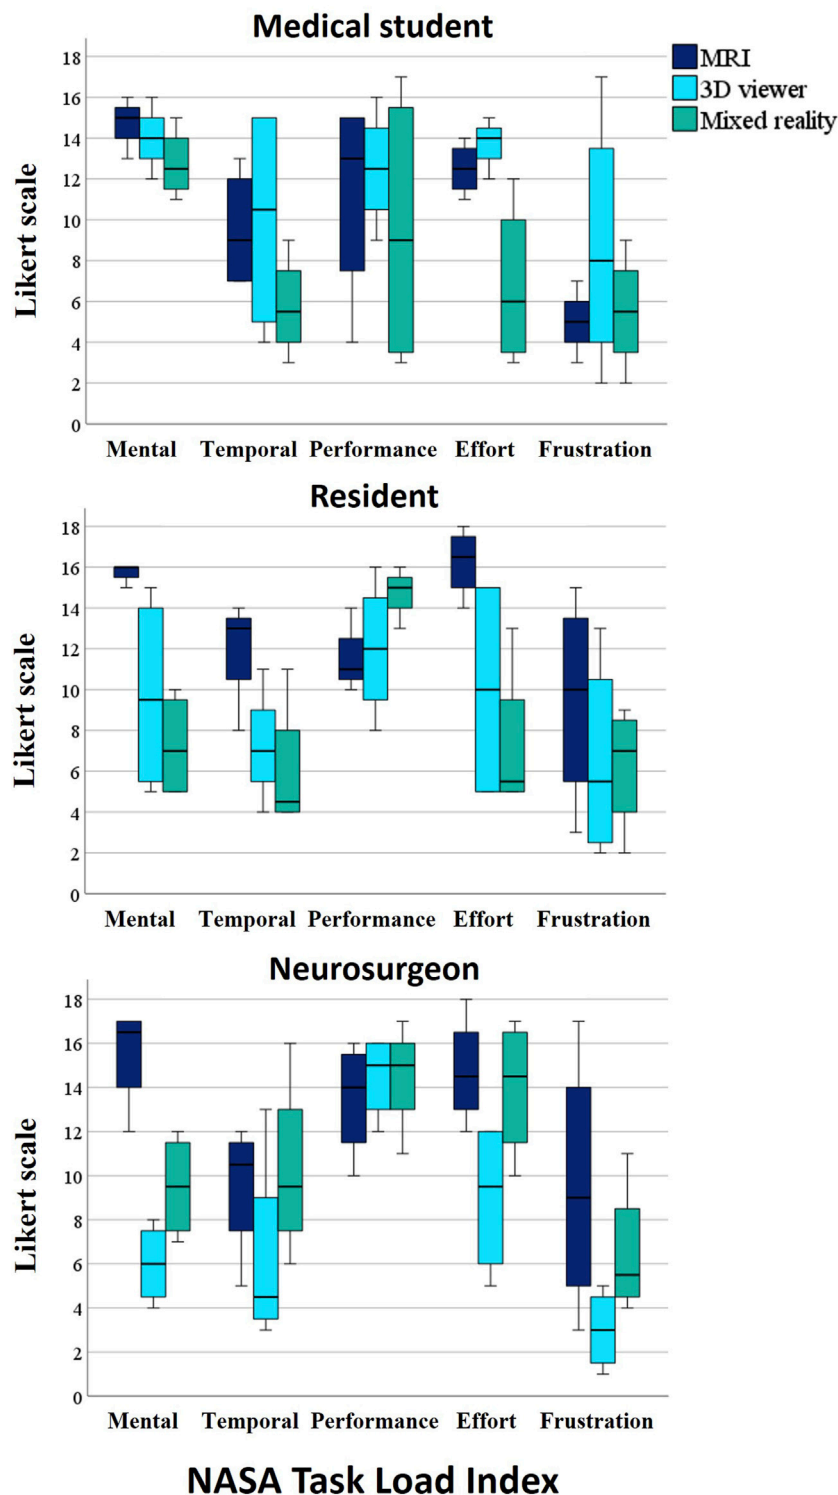 Medical student
MRI
3D viewer
Mixed reality
Likert scale
18
16
14
12
10
8
6
4
2
0
Mental Temporal Performance Effort Frustration
Resident
Likert scale
18
16
14
12
10
8
6
4
2
0
Mental Temporal Performance Effort Frustration
Neurosurgeon
Likert scale
18
16
14
12
10
8
6
4
2
0
Mental Temporal Performance Effort Frustration
NASA Task Load Index